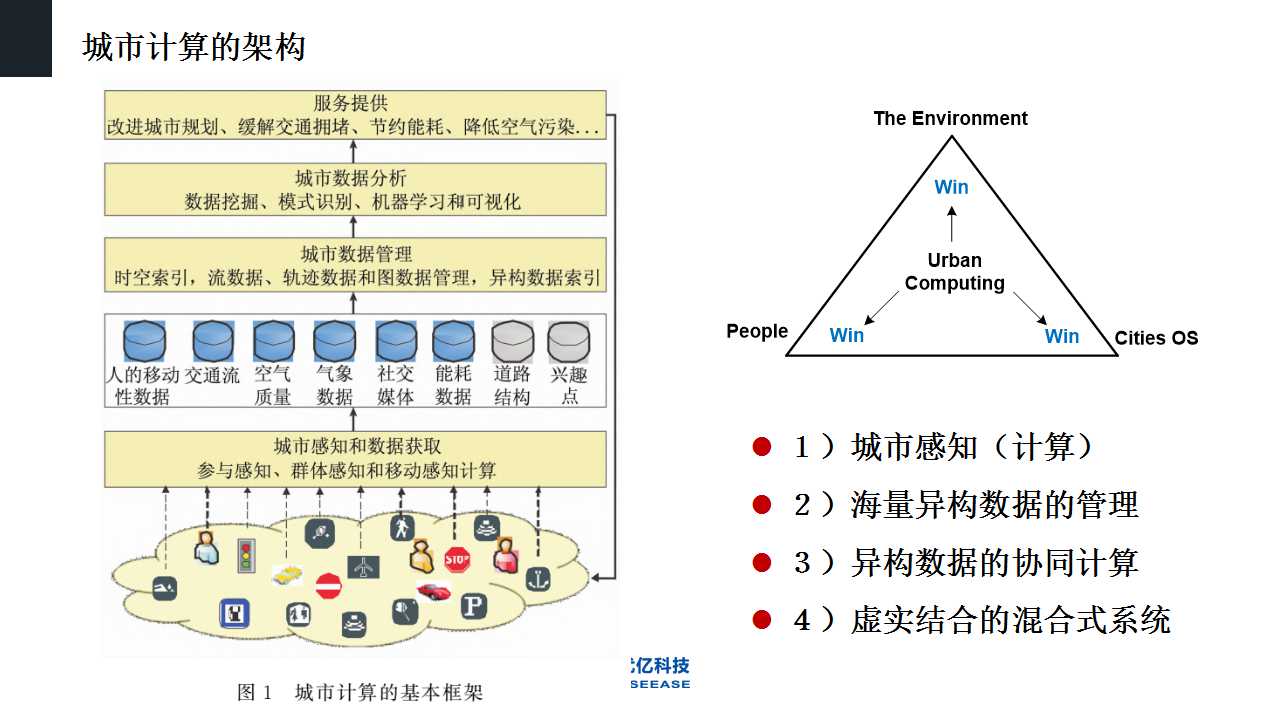 城市计算的架构
服务提供
改进城市规划、缓解交通拥堵、节约能耗、降低空气污染...
城市数据分析
数据挖掘、模式识别、机器学习和可视化
城市数据管理
时空索引，流数据、轨迹数据和图数据管理，异构数据索引
人的移动
性数据
交通流
空气
质量
气象
数据
社交
媒体
能耗
数据
道路
结构
兴趣
点
城市感知和数据获取
参与感知、群体感知和移动感知计算
STOP
P
图 1 城市计算的基本框架
The Environment
Win
Urban
Computing
People
Win
Win
Cities OS
1）城市感知（计算）
2）海量异构数据的管理
3）异构数据的协同计算
4）虚实结合的混合式系统
亿科技
SEEASE